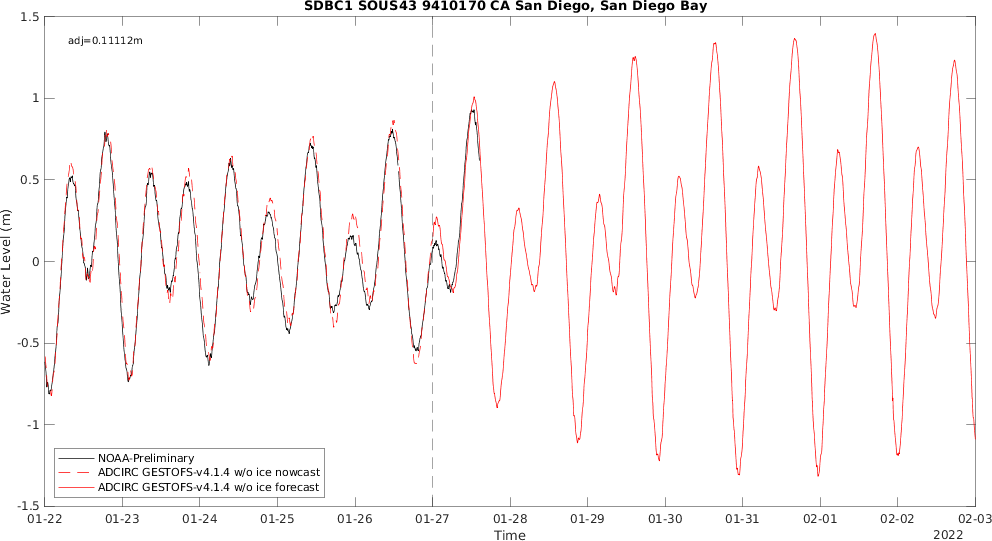 SDBC1 SOUS43 9410170 CA San Diego, San Diego Bay
adj=0.11112m
1.5
1
0.5
0
-0.5
-1
-1.5
Water Level (m)
NOAA-Preliminary
ADCIRC GESTOFS-v4.1.4 w/o ice nowcast
ADCIRC GESTOFS-v4.1.4 w/o ice forecast
01-22 01-23 01-24 01-25 01-26 01-27 01-28 01-29 01-30 01-31 02-01 02-02 02-03
Time
2022